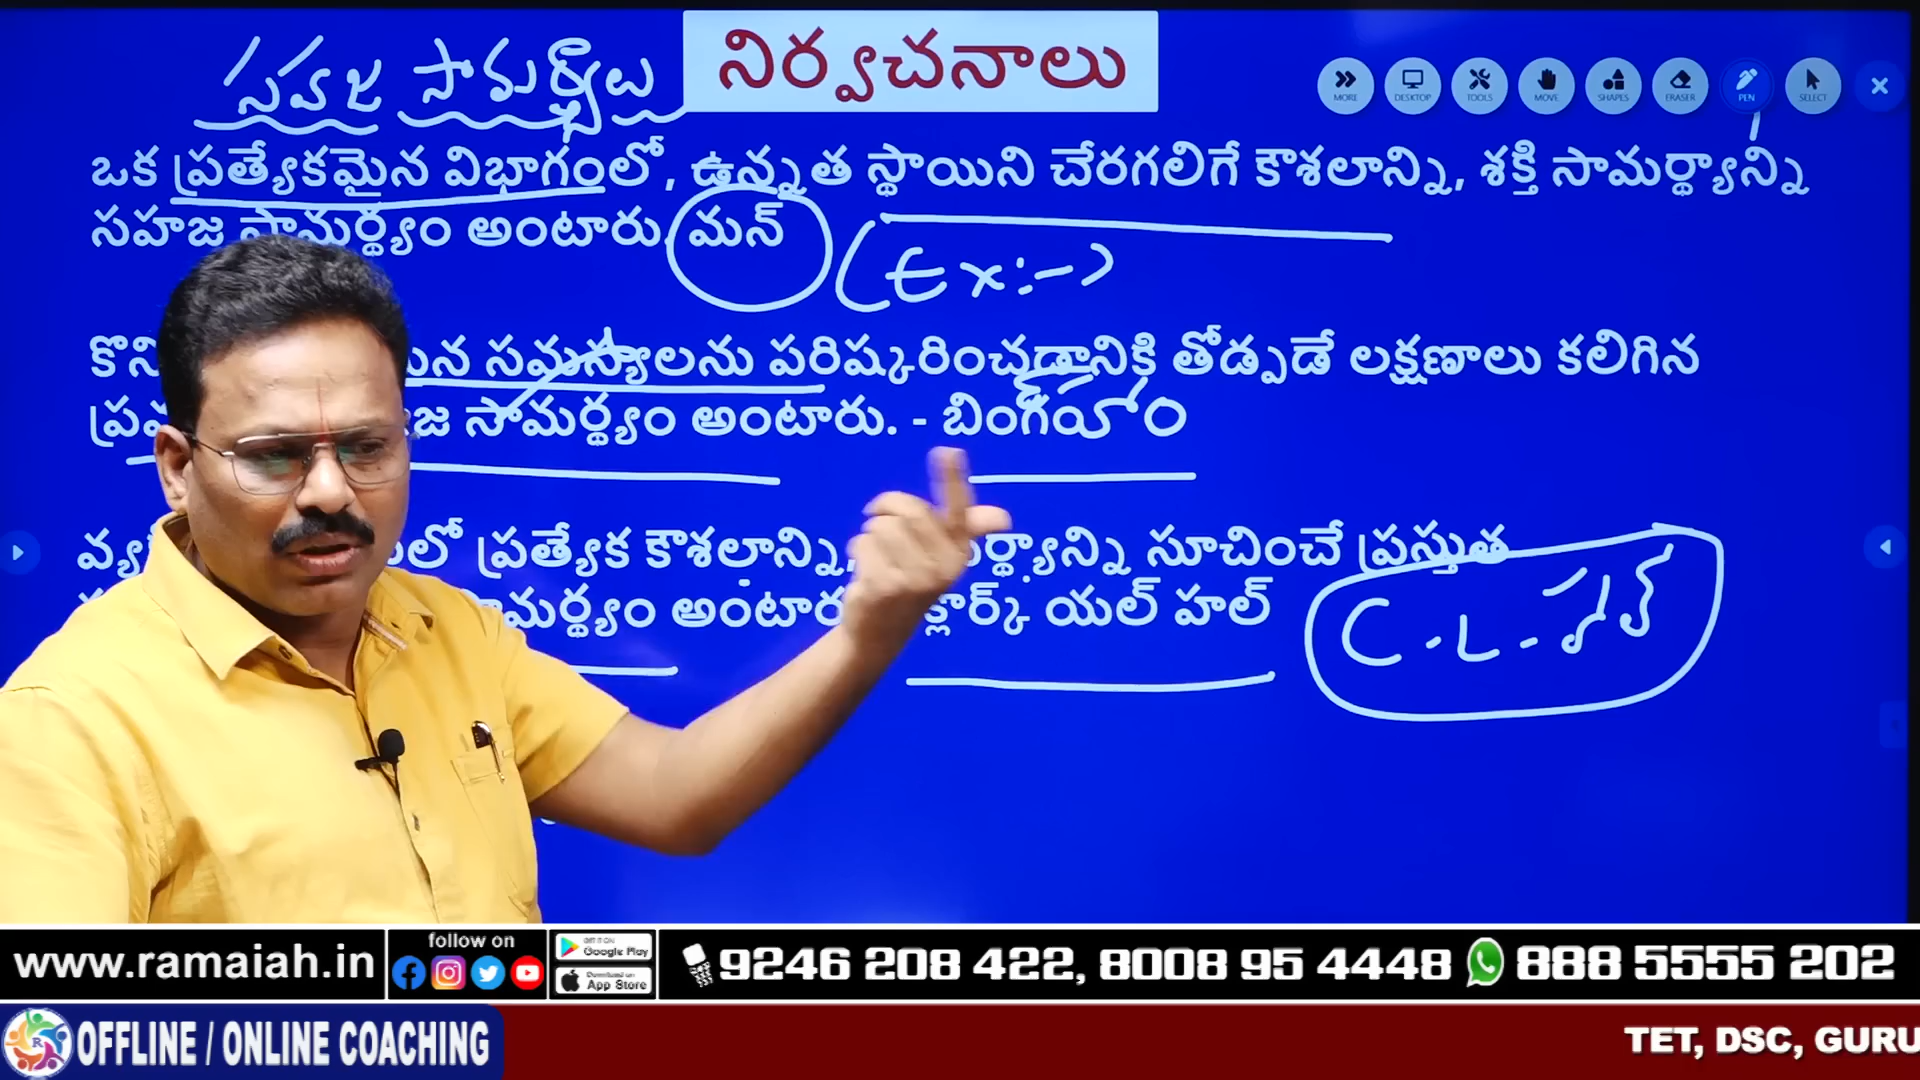 సహజ సామర్థ్యాలు
నిర్వచనాలు
MORE DESKTOP TOOLS MOVE SHAPES ERASER PEN SELECT
ఒక ప్రత్యేకమైన విభాగంలో, ఉన్నత స్థాయిని చేరగలిగే కౌశలాన్ని, శక్తి సామర్థ్యాన్ని
సహజ సామర్థ్యం అంటారు. మన్
(Ex:-)
సమస్యలను పరిష్కరించడానికి తోడ్పడే లక్షణాలు కలిగిన
సామర్థ్యం అంటారు. - బింగ్
ప్రత్యేక కౌశలాన్ని, సూచించే ప్రస్తుత
అంటారు క్లార్క్ యల్ హల్
C.L.హల్
www.ramaiah.in
follow on
GET IT ON Google Play
Download on App Store
9246 208 422, 8008 95 4448 888 5555 202
OFFLINE / ONLINE COACHING
TET, DSC, GURU